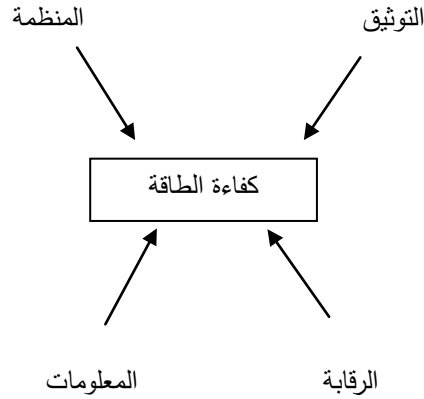 التوثيق
المنظمة
كفاءة الطاقة
الرقابة
المعلومات